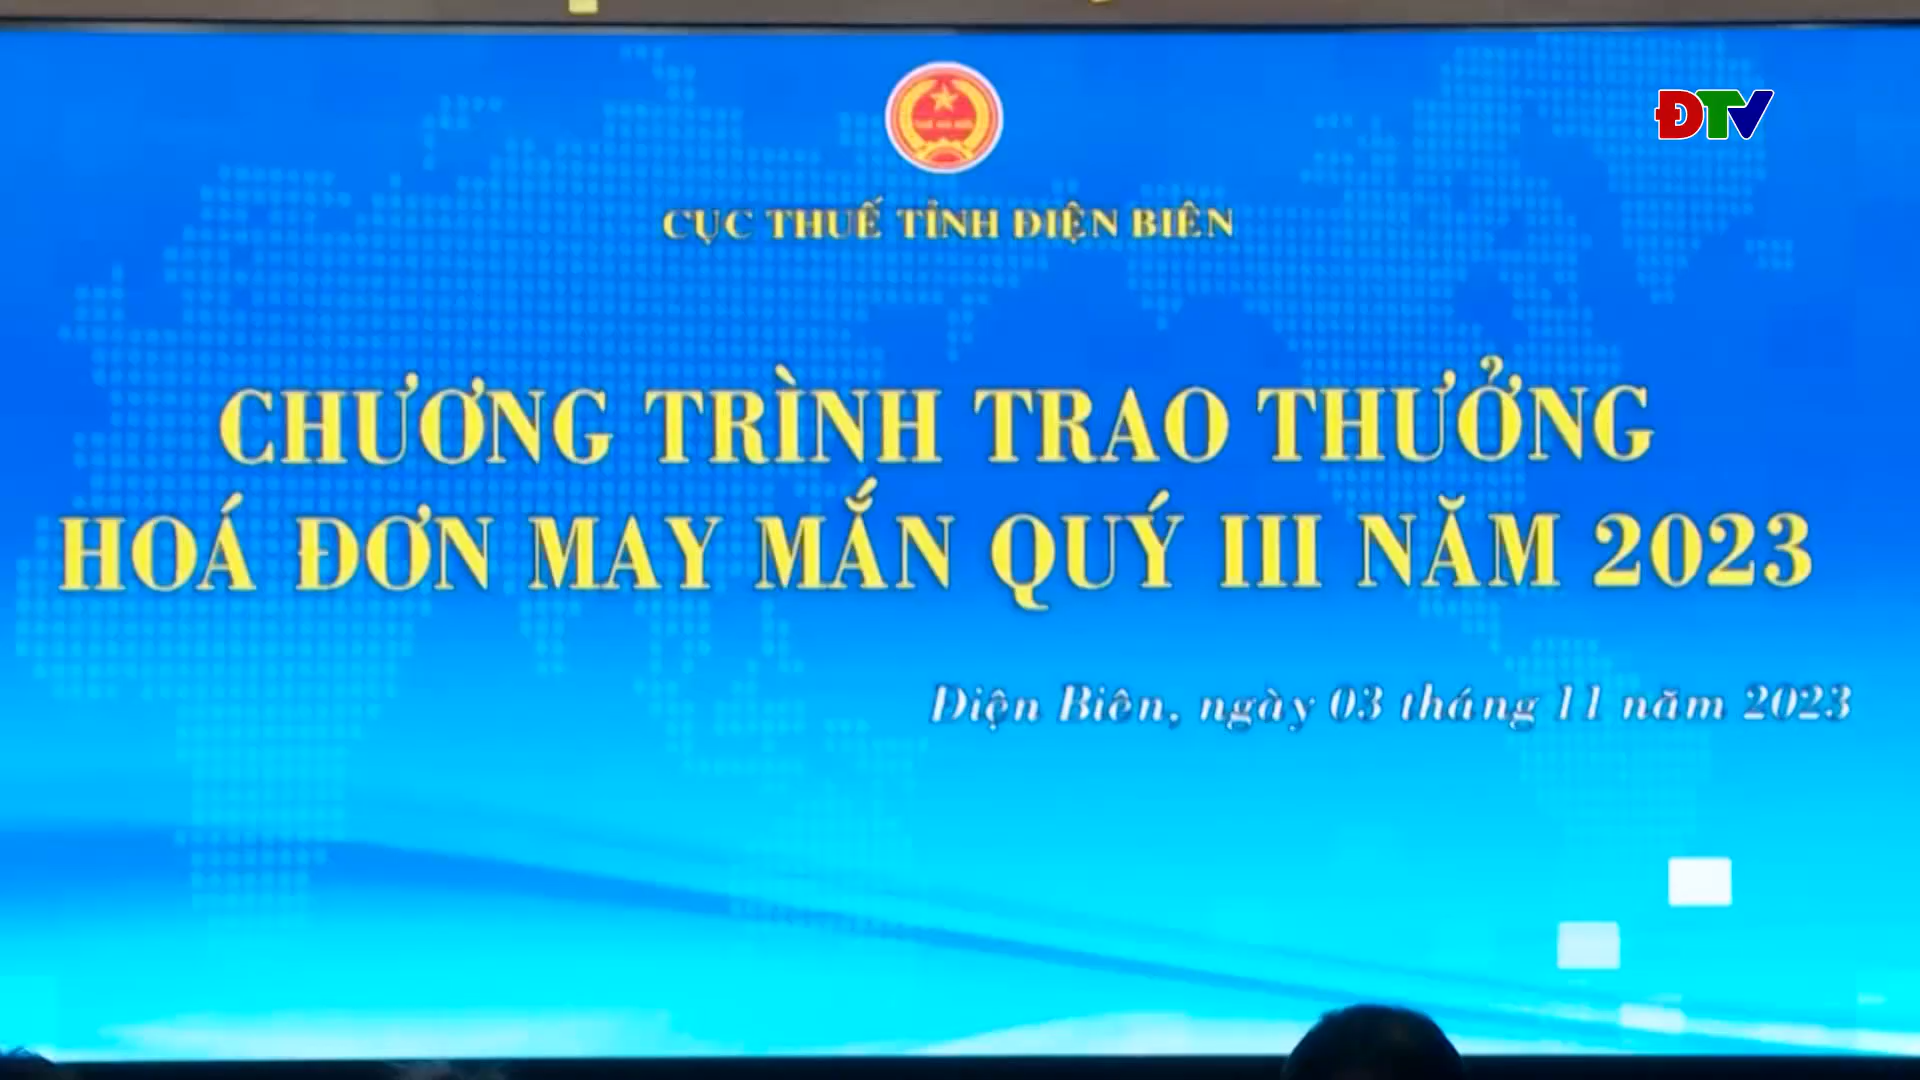 ĐTV
CỤC THUẾ TỈNH ĐIỆN BIÊN
CHƯƠNG TRÌNH TRAO THƯỞNG
HOÁ ĐƠN MAY MẮN QUÝ III NĂM 2023
Điện Biên, ngày 03 tháng 11 năm 2023